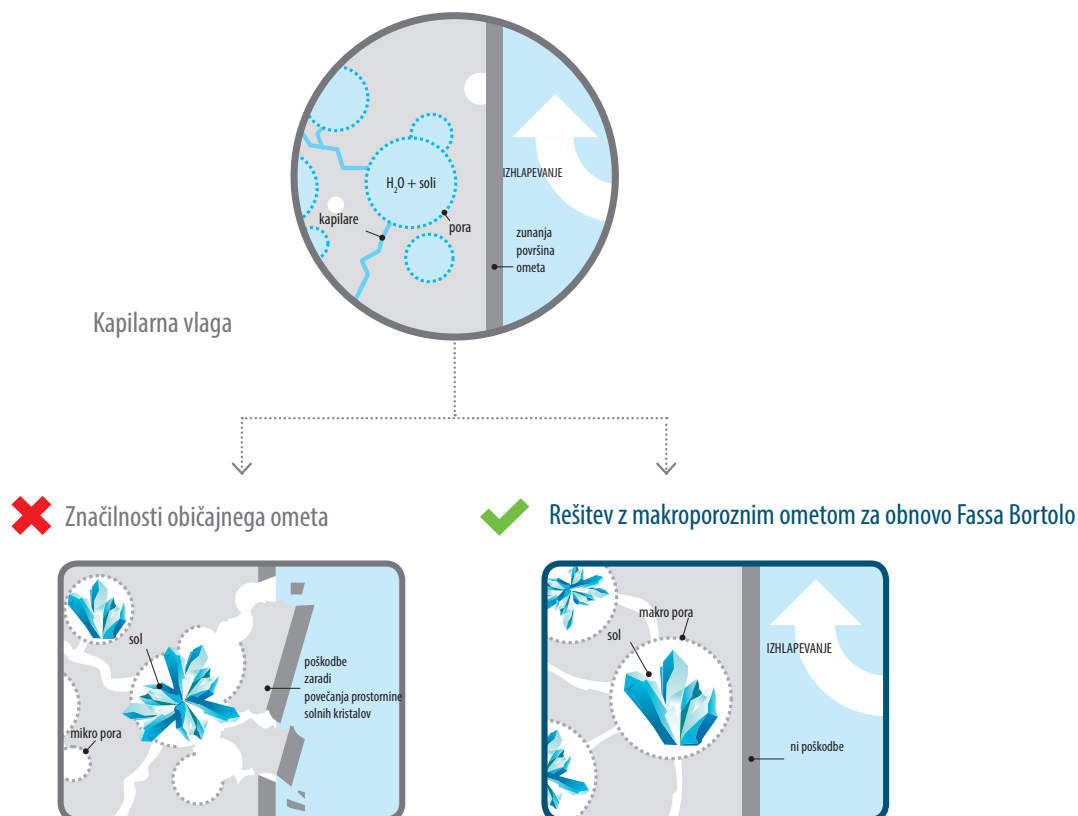 H₂O + soli
IZHLAPEVANJE
kapilare
pora
zunanja
površina
ometa
Kapilarna vlaga
Značilnosti običajnega ometa
Rešitev z makroporoznim ometom za obnovo Fassa Bortolo
sol
poškodbe
zaradi
povečanja prostornine
solnih kristalov
mikro pora
makro pora
sol
IZHLAPEVANJE
ni poškodbe